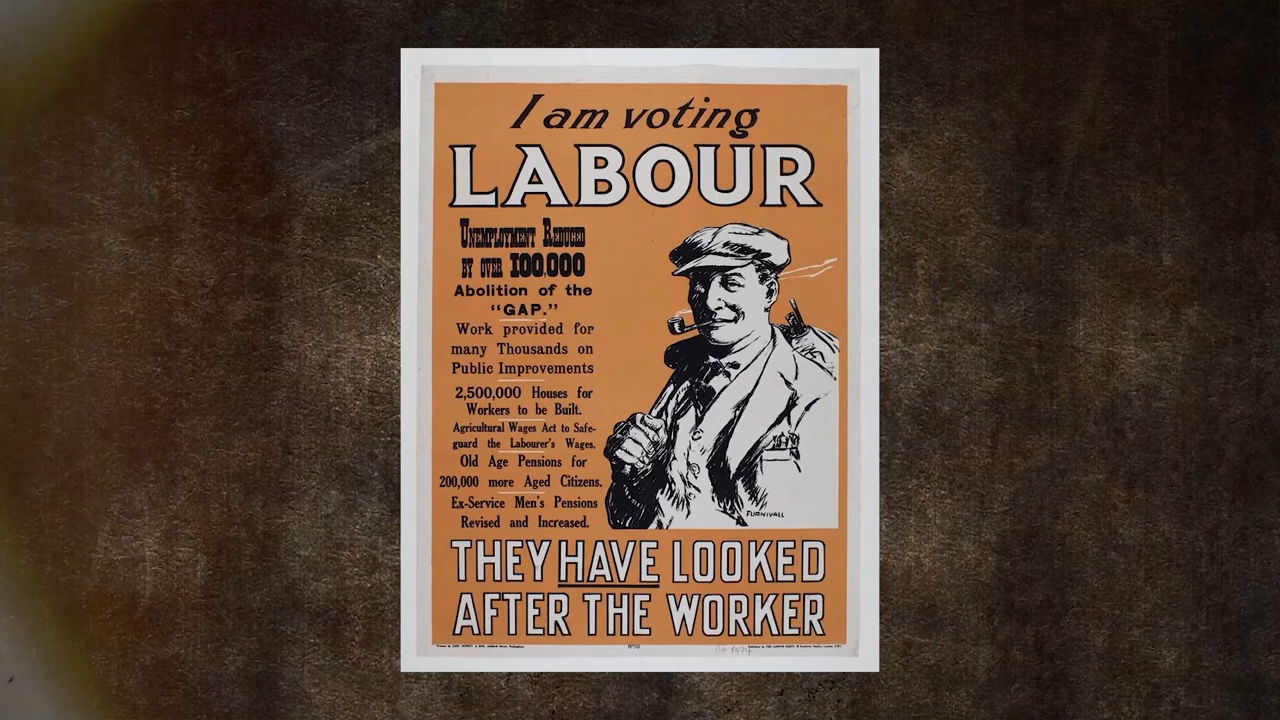 I am voting
LABOUR
UNEMPLOYMENT REDUCED
BY OVER 100,000
Abolition of the
"GAP."
Work provided for
many Thousands on
Public Improvements
2,500,000 Houses for
Workers to be Built.
Agricultural Wages Act to Safe-
guard the Labourer's Wages.
Old Age Pensions for
200,000 more Aged Citizens.
Ex-Service Men's Pensions
Revised and Increased.
FURNIVALL
THEY HAVE LOOKED
AFTER THE WORKER